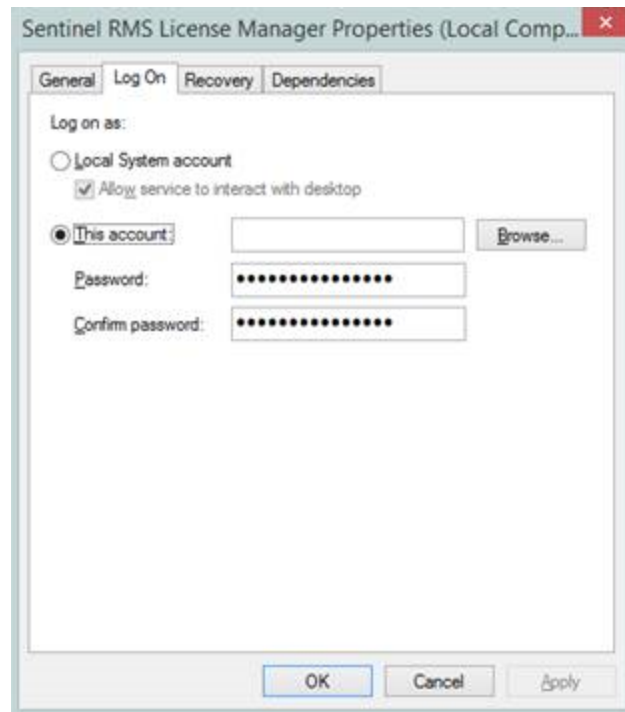 Sentinel RMS License Manager Properties (Local Comp...
General Log On Recovery Dependencies
Log on as:
Local System account
Allow service to interact with desktop
This account: Browse...
Password: •••••••••••••••
Confirm password: •••••••••••••••
OK Cancel Apply